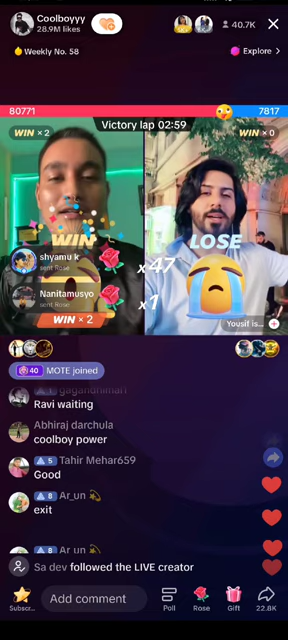 Coolboyyy
28.9M likes
40.7K
Weekly No. 58
Explore >
80771
7817
WIN × 2
Victory lap 02:59
WIN × 0
WIN
LOSE
shyamu k
sent Rose
x47
Nanitamusyo
sent Rose
x1
WIN × 2
Yousif is...
40 MOTE joined
Ravi waiting
Abhiraj darchula
coolboy power
5 Tahir Mehar659
Good
8 Ar_un
exit
8 Ar_un
Sa dev followed the LIVE creator
Subscr...
Add comment
Poll
Rose
Gift
22.8K